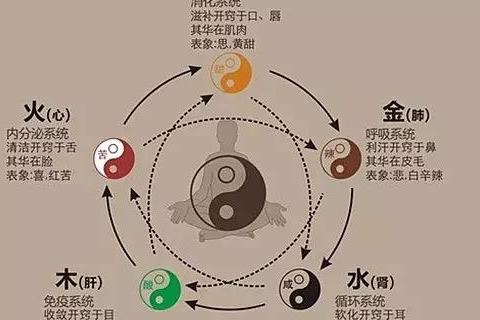 消化系统
滋补开窍于口、唇
其华在肌肉
表象:思.黄甜
甜
火(心)
内分泌系统
清洁开窍于舌
其华在脸
表象:喜.红苦
苦
金(肺)
呼吸系统
利汗开窍于鼻
其华在皮毛
表象:悲.白辛辣
辣
木(肝)
免疫系统
收敛开窍于目
酸
水(肾)
循环系统
软化开窍于耳
咸